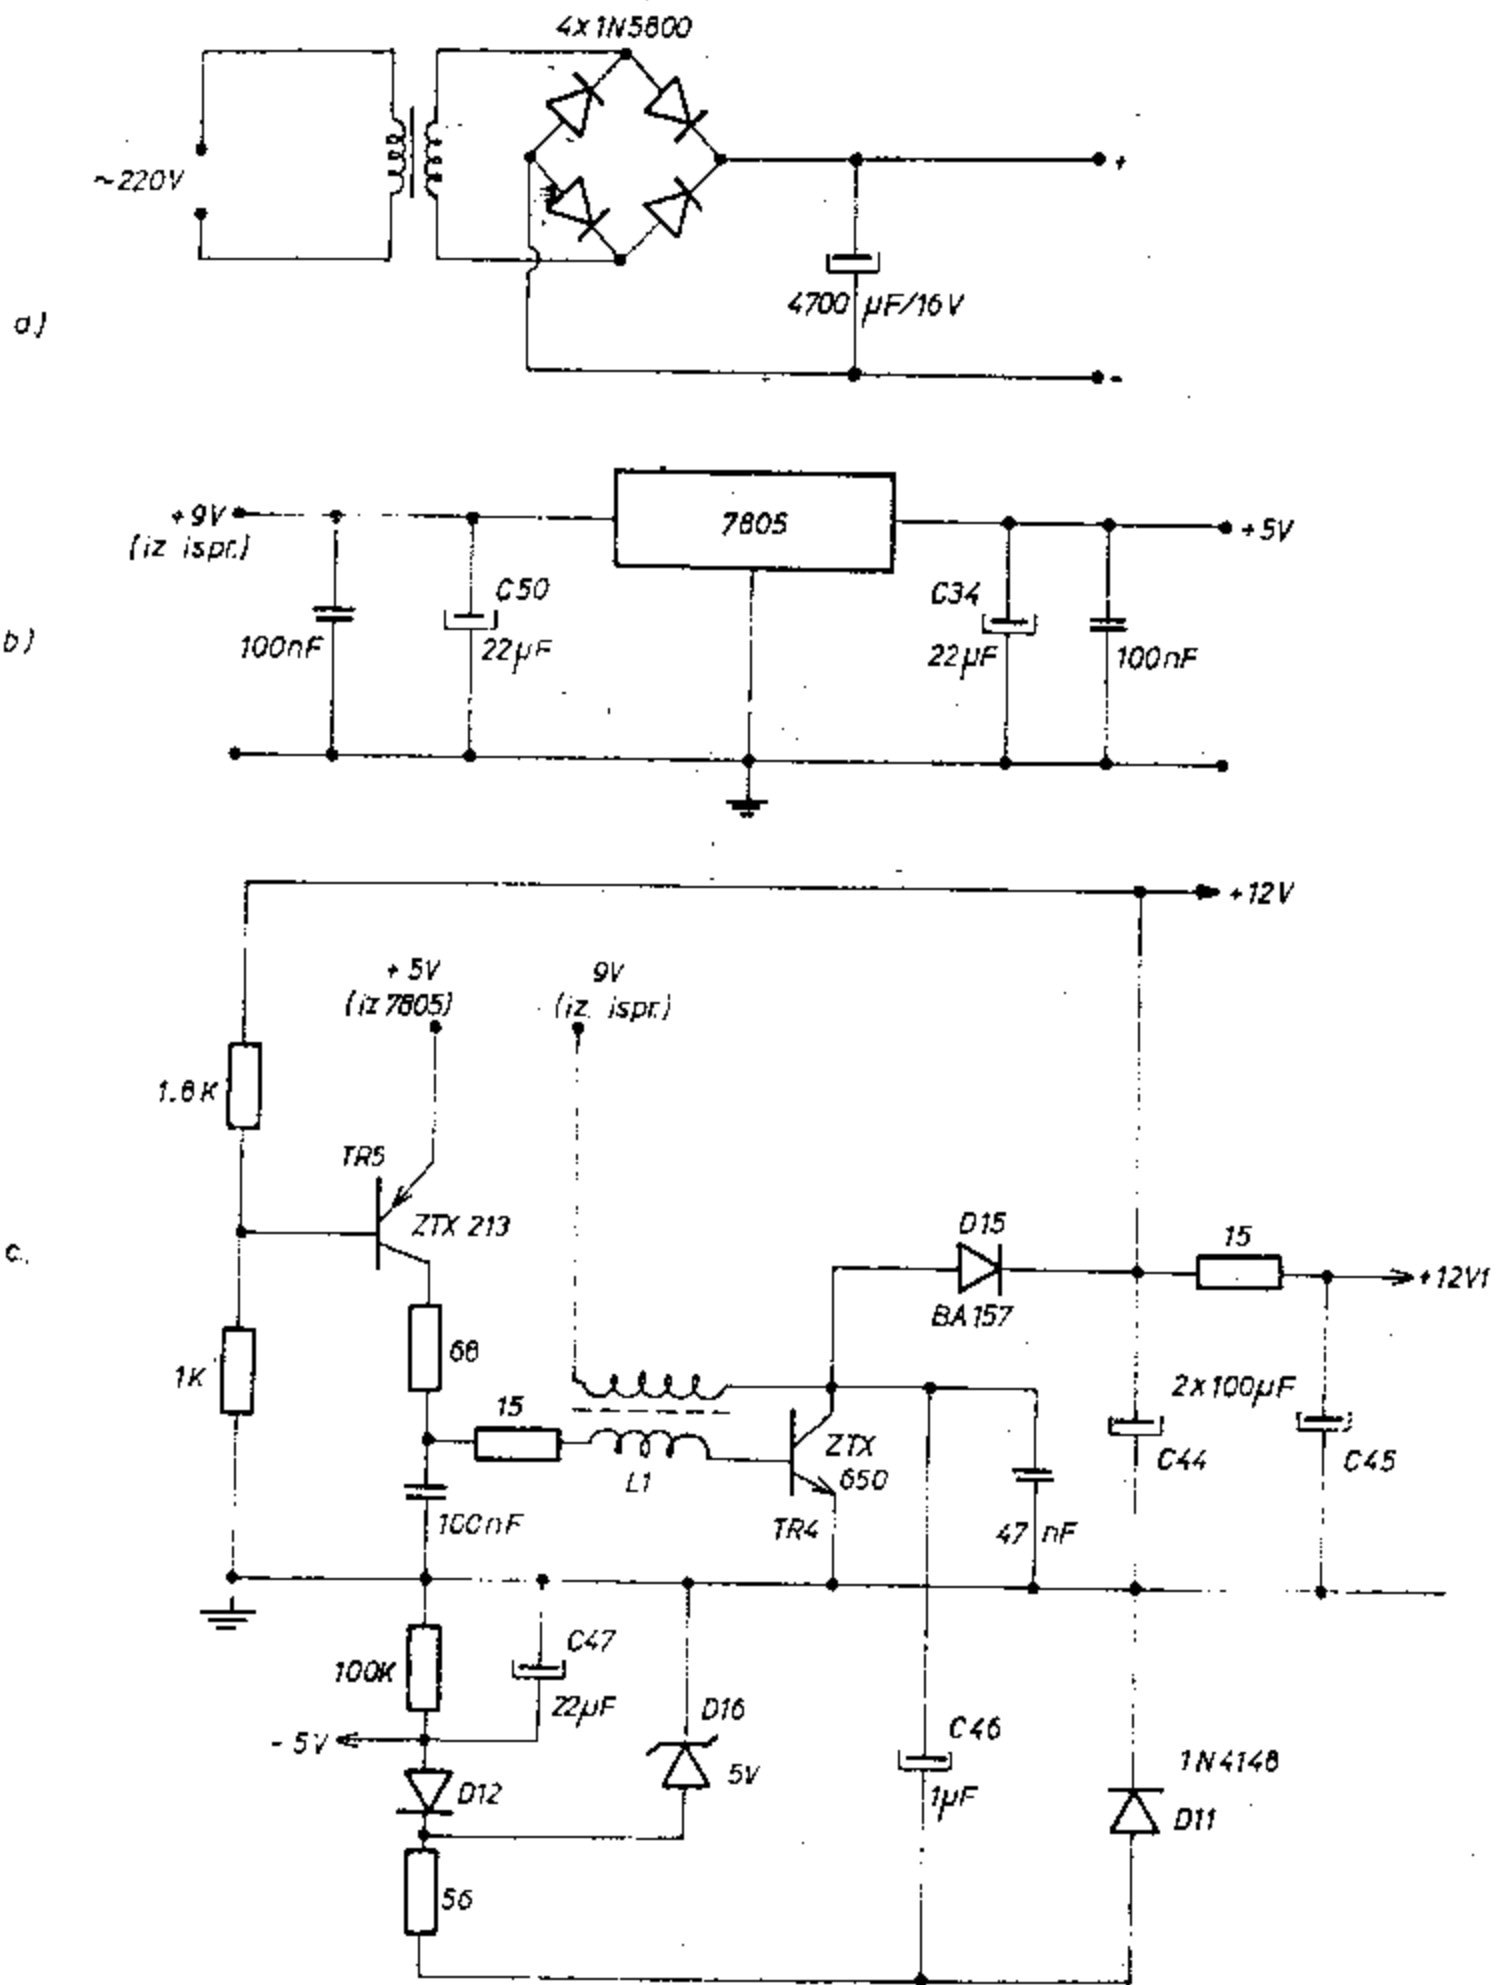 4x1N5800
~220V
+
4700 µF/16V
a)
-
+9V
(iz ispr.)
7805
+5V
C50
22µF
100nF
C34
22µF
100nF
b)
+12V
+5V
(iz 7805)
9V
(iz. ispr.)
1.8K
TR5
ZTX 213
D15
BA157
15
+12V1
c.
1K
68
15
L1
ZTX
650
TR4
2x100µF
C44
C45
100nF
47 nF
100K
C47
22µF
D16
5V
- 5V
C46
1µF
1N4148
D11
D12
56